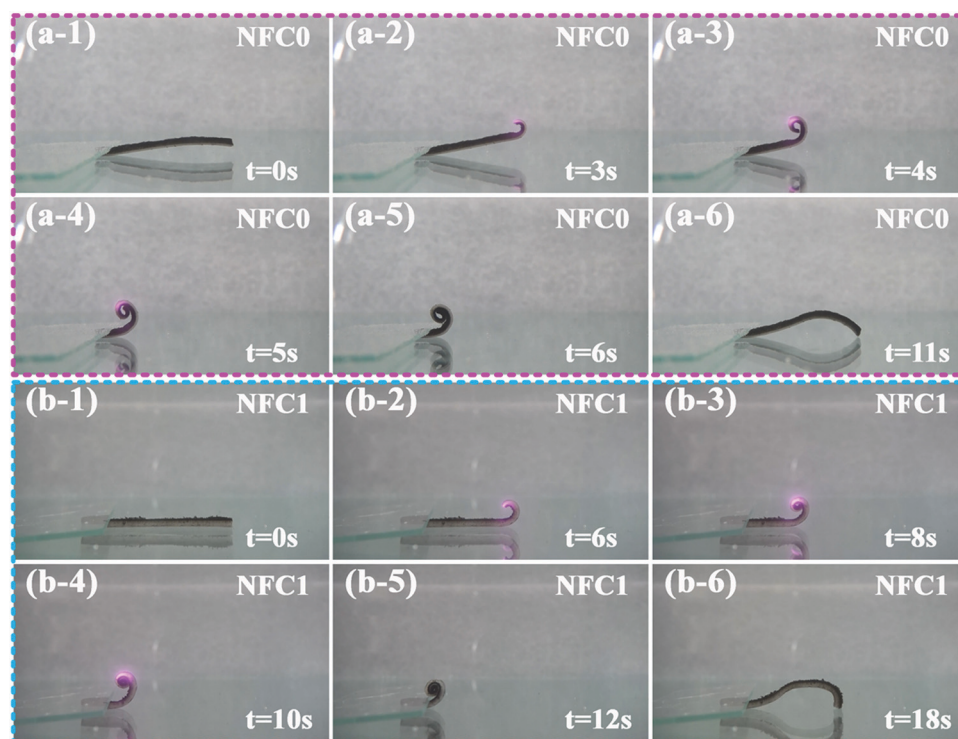 (a-1) NFC0
t=0s
(a-2) NFC0
t=3s
(a-3) NFC0
t=4s
(a-4) NFC0
t=5s
(a-5) NFC0
t=6s
(a-6) NFC0
t=11s
(b-1) NFC1
t=0s
(b-2) NFC1
t=6s
(b-3) NFC1
t=8s
(b-4) NFC1
t=10s
(b-5) NFC1
t=12s
(b-6) NFC1
t=18s